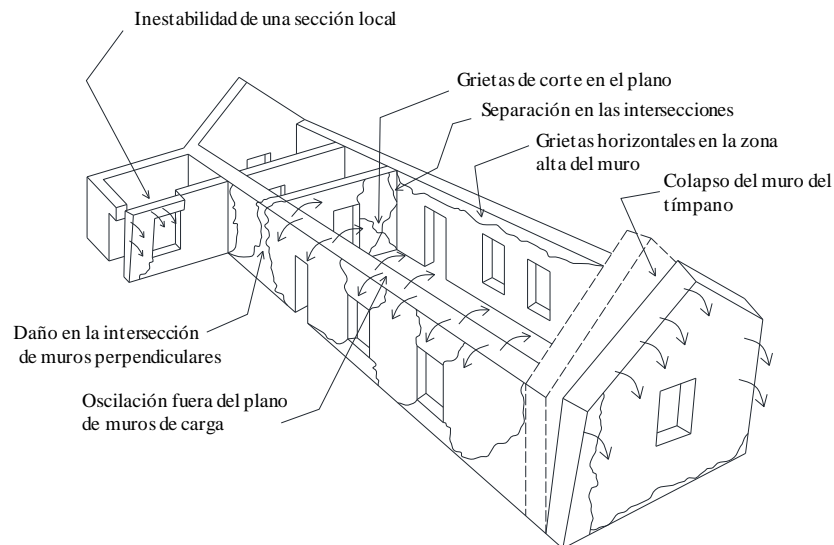 Inestabilidad de una sección local
Grietas de corte en el plano
Separación en las intersecciones
Grietas horizontales en la zona
alta del muro
Colapso del muro del
tímpano
Daño en la intersección
de muros perpendiculares
Oscilación fuera del plano
de muros de carga